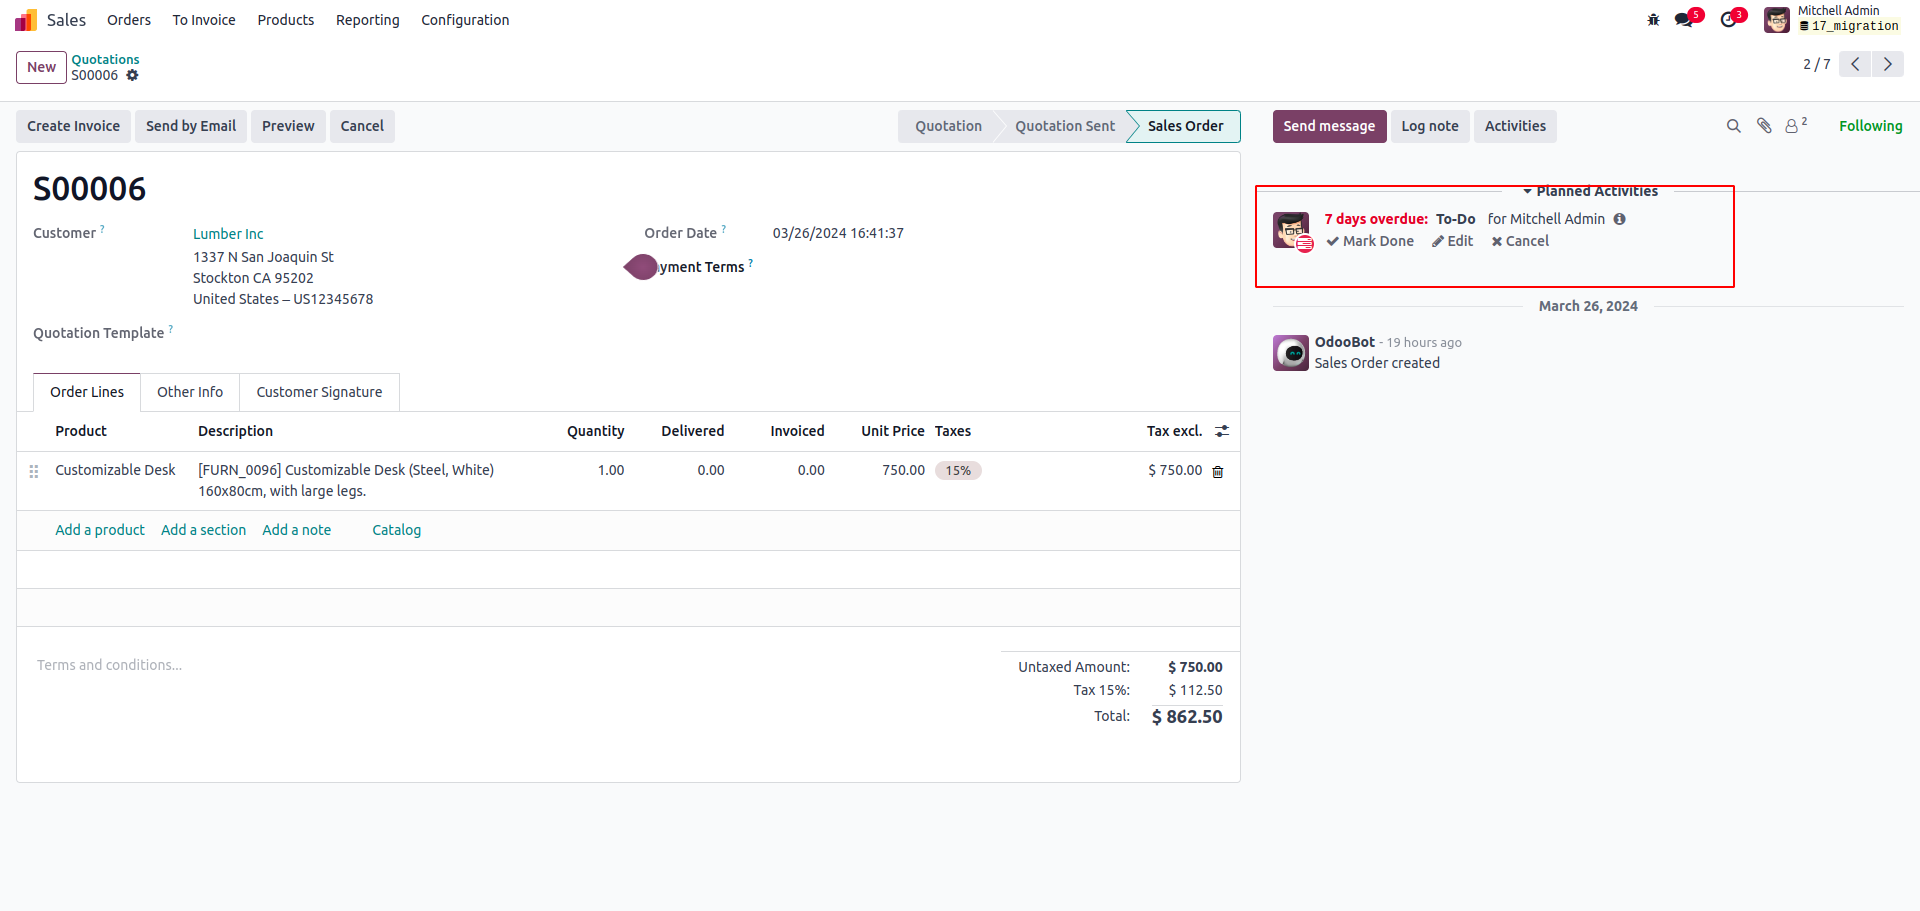 Sales Orders To Invoice Products Reporting Configuration 5 3 Mitchell Admin
17_migration
New Quotations
S00006
2 / 7
Create Invoice Send by Email Preview Cancel Quotation Quotation Sent Sales Order Send message Log note Activities 2 Following
S00006
Customer ? Lumber Inc
1337 N San Joaquin St
Stockton CA 95202
United States – US12345678
Order Date ? 03/26/2024 16:41:37
yment Terms ?
Quotation Template ?
Order Lines Other Info Customer Signature
Product Description Quantity Delivered Invoiced Unit Price Taxes Tax excl.
Customizable Desk [FURN_0096] Customizable Desk (Steel, White) 1.00 0.00 0.00 750.00 15% $ 750.00
160x80cm, with large legs.
Add a product Add a section Add a note Catalog
Terms and conditions...
Untaxed Amount: $ 750.00
Tax 15%: $ 112.50
Total: $ 862.50
Planned Activities
7 days overdue: To-Do for Mitchell Admin
Mark Done Edit Cancel
March 26, 2024
OdooBot - 19 hours ago
Sales Order created